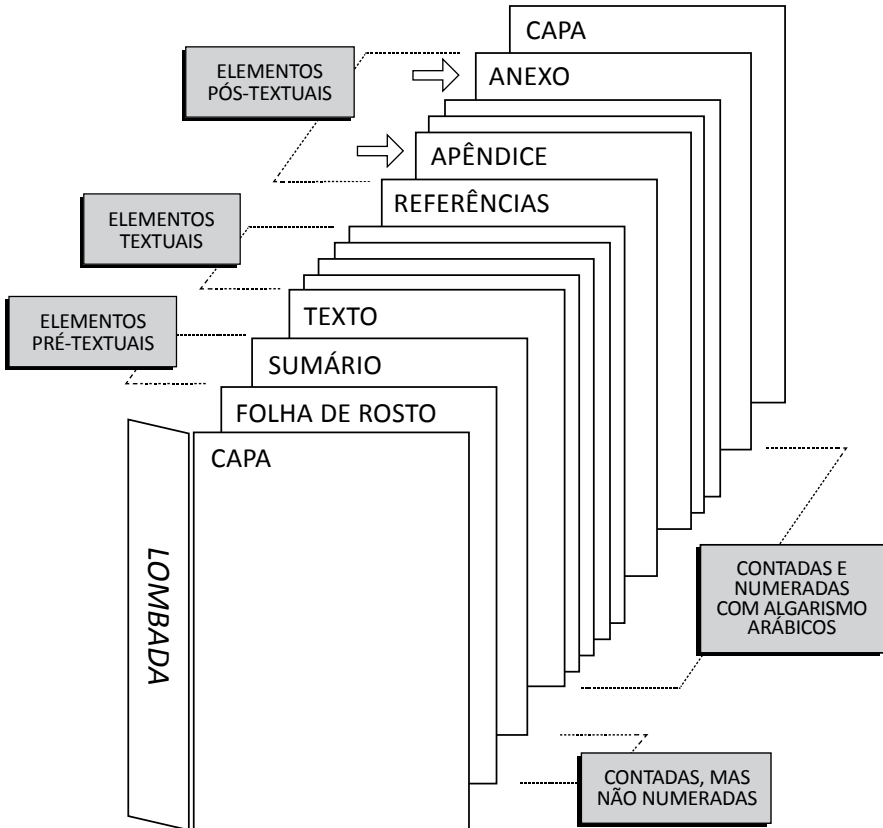 CAPA
ELEMENTOS
PÓS-TEXTUAIS
ANEXO
APÊNDICE
REFERÊNCIAS
ELEMENTOS
TEXTUAIS
TEXTO
ELEMENTOS
PRÉ-TEXTUAIS
SUMÁRIO
FOLHA DE ROSTO
CAPA
LOMBADA
CONTADAS E
NUMERADAS
COM ALGARISMO
ARÁBICOS
CONTADAS, MAS
NÃO NUMERADAS